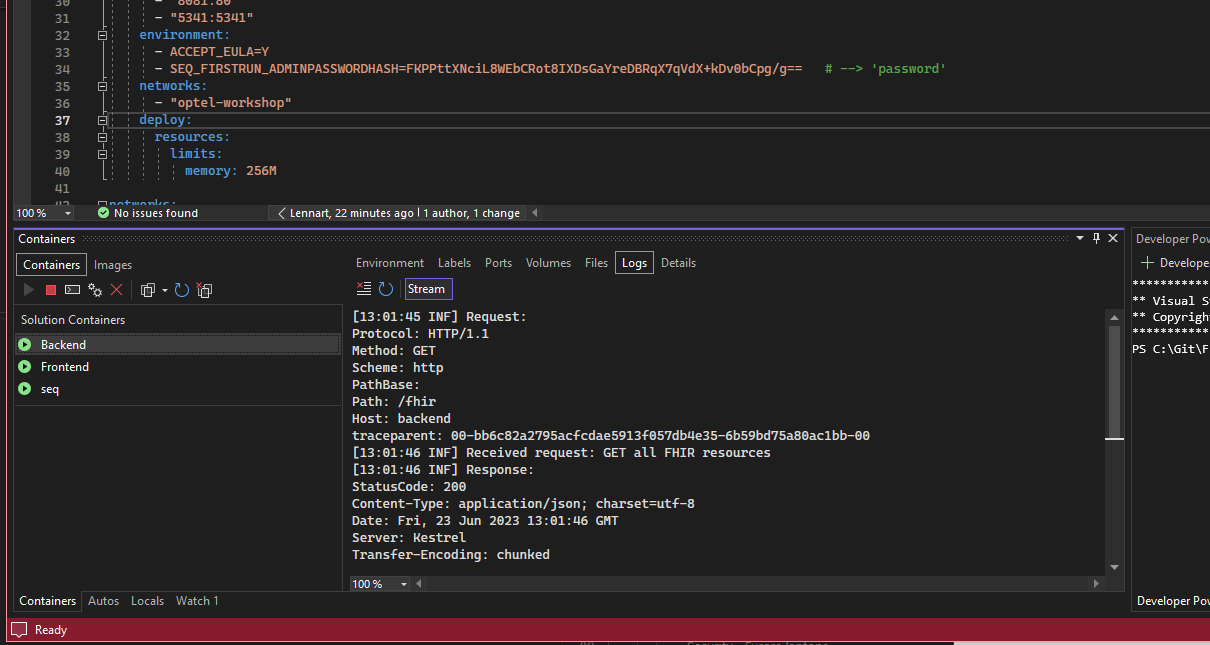 30 - "8081:80"
31 - "5341:5341"
32 environment:
33 - ACCEPT_EULA=Y
34 - SEQ_FIRSTRUN_ADMINPASSWORDHASH=FKPPttXNciL8WEbCRot8IXDsGaYreDBRqX7qVdX+kDv0bCpg/g== # --> 'password'
35 networks:
36 - "optel-workshop"
37 deploy:
38 resources:
39 limits:
40 memory: 256M
41
42 networks:
100 % No issues found Lennart, 22 minutes ago | 1 author, 1 change
Containers
Containers Images
Solution Containers
Backend
Frontend
seq
Environment Labels Ports Volumes Files Logs Details
Stream
[13:01:45 INF] Request:
Protocol: HTTP/1.1
Method: GET
Scheme: http
PathBase:
Path: /fhir
Host: backend
traceparent: 00-bb6c82a2795acfcdae5913f057db4e35-6b59bd75a80ac1bb-00
[13:01:46 INF] Received request: GET all FHIR resources
[13:01:46 INF] Response:
StatusCode: 200
Content-Type: application/json; charset=utf-8
Date: Fri, 23 Jun 2023 13:01:46 GMT
Server: Kestrel
Transfer-Encoding: chunked
100 %
Developer Pow
+ Develope
***********
** Visual S
** Copyright
***********
PS C:\Git\F
Containers Autos Locals Watch 1
Developer Pow
Ready